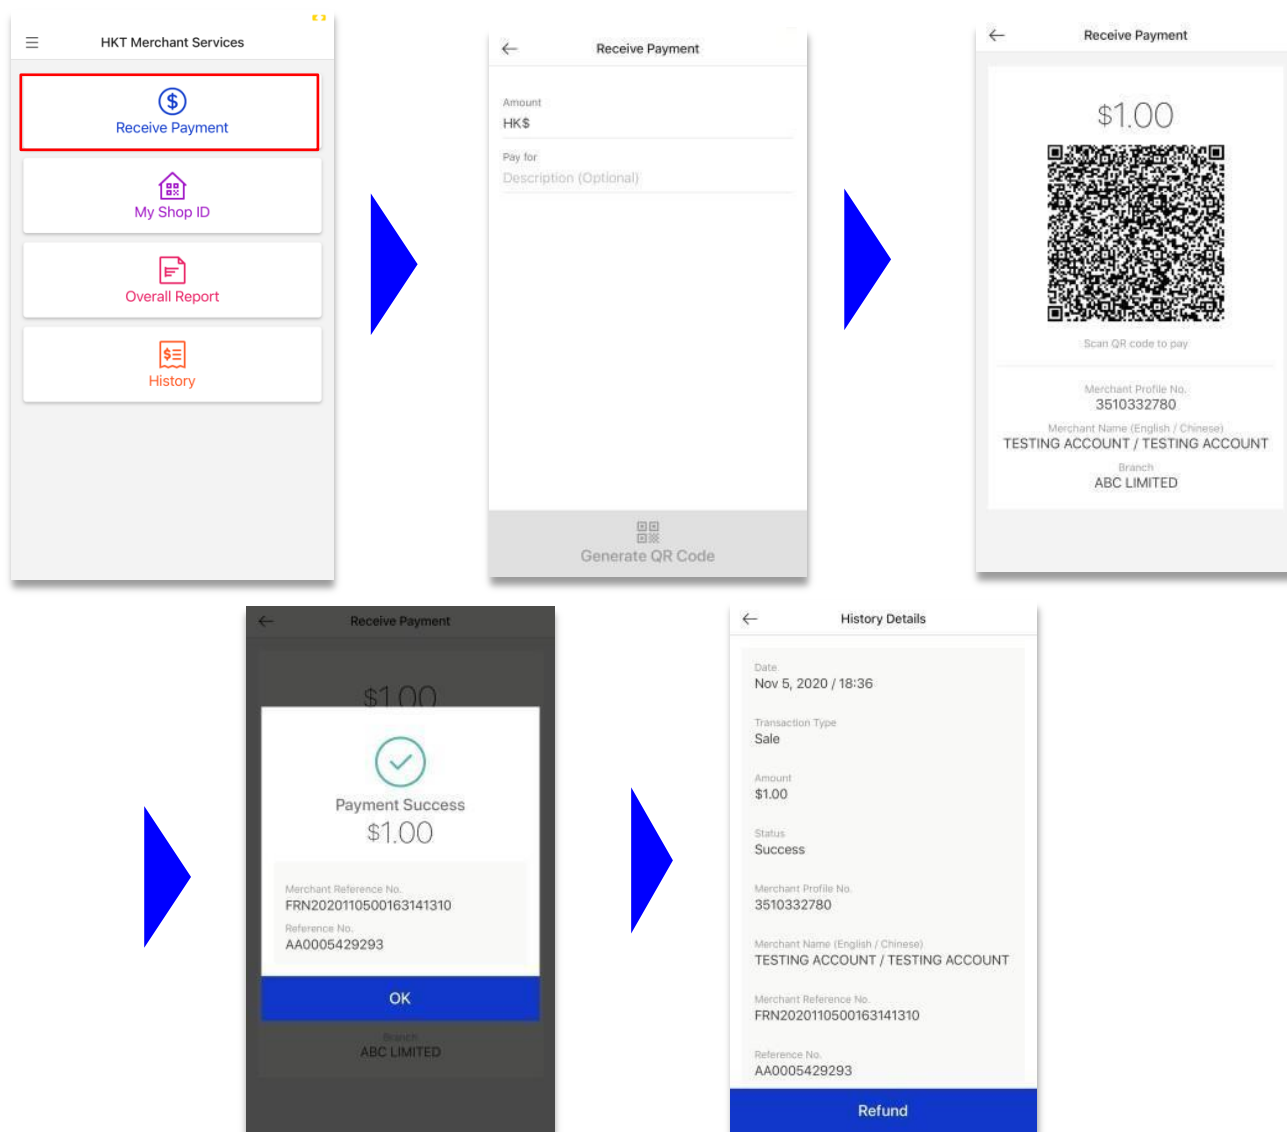 HKT Merchant Services
Receive Payment
My Shop ID
Overall Report
History
Receive Payment
Amount
HK$
Pay for
Description (Optional)
Generate QR Code
Receive Payment
$1.00
Scan QR code to pay
Merchant Profile No.
3510332780
Merchant Name (English / Chinese)
TESTING ACCOUNT / TESTING ACCOUNT
Branch
ABC LIMITED
Receive Payment
$1.00
Payment Success
$1.00
Merchant Reference No.
FRN2020110500163141310
Reference No.
AA0005429293
OK
Branch
ABC LIMITED
History Details
Date
Nov 5, 2020 / 18:36
Transaction Type
Sale
Amount
$1.00
Status
Success
Merchant Profile No.
3510332780
Merchant Name (English / Chinese)
TESTING ACCOUNT / TESTING ACCOUNT
Merchant Reference No.
FRN2020110500163141310
Reference No.
AA0005429293
Refund